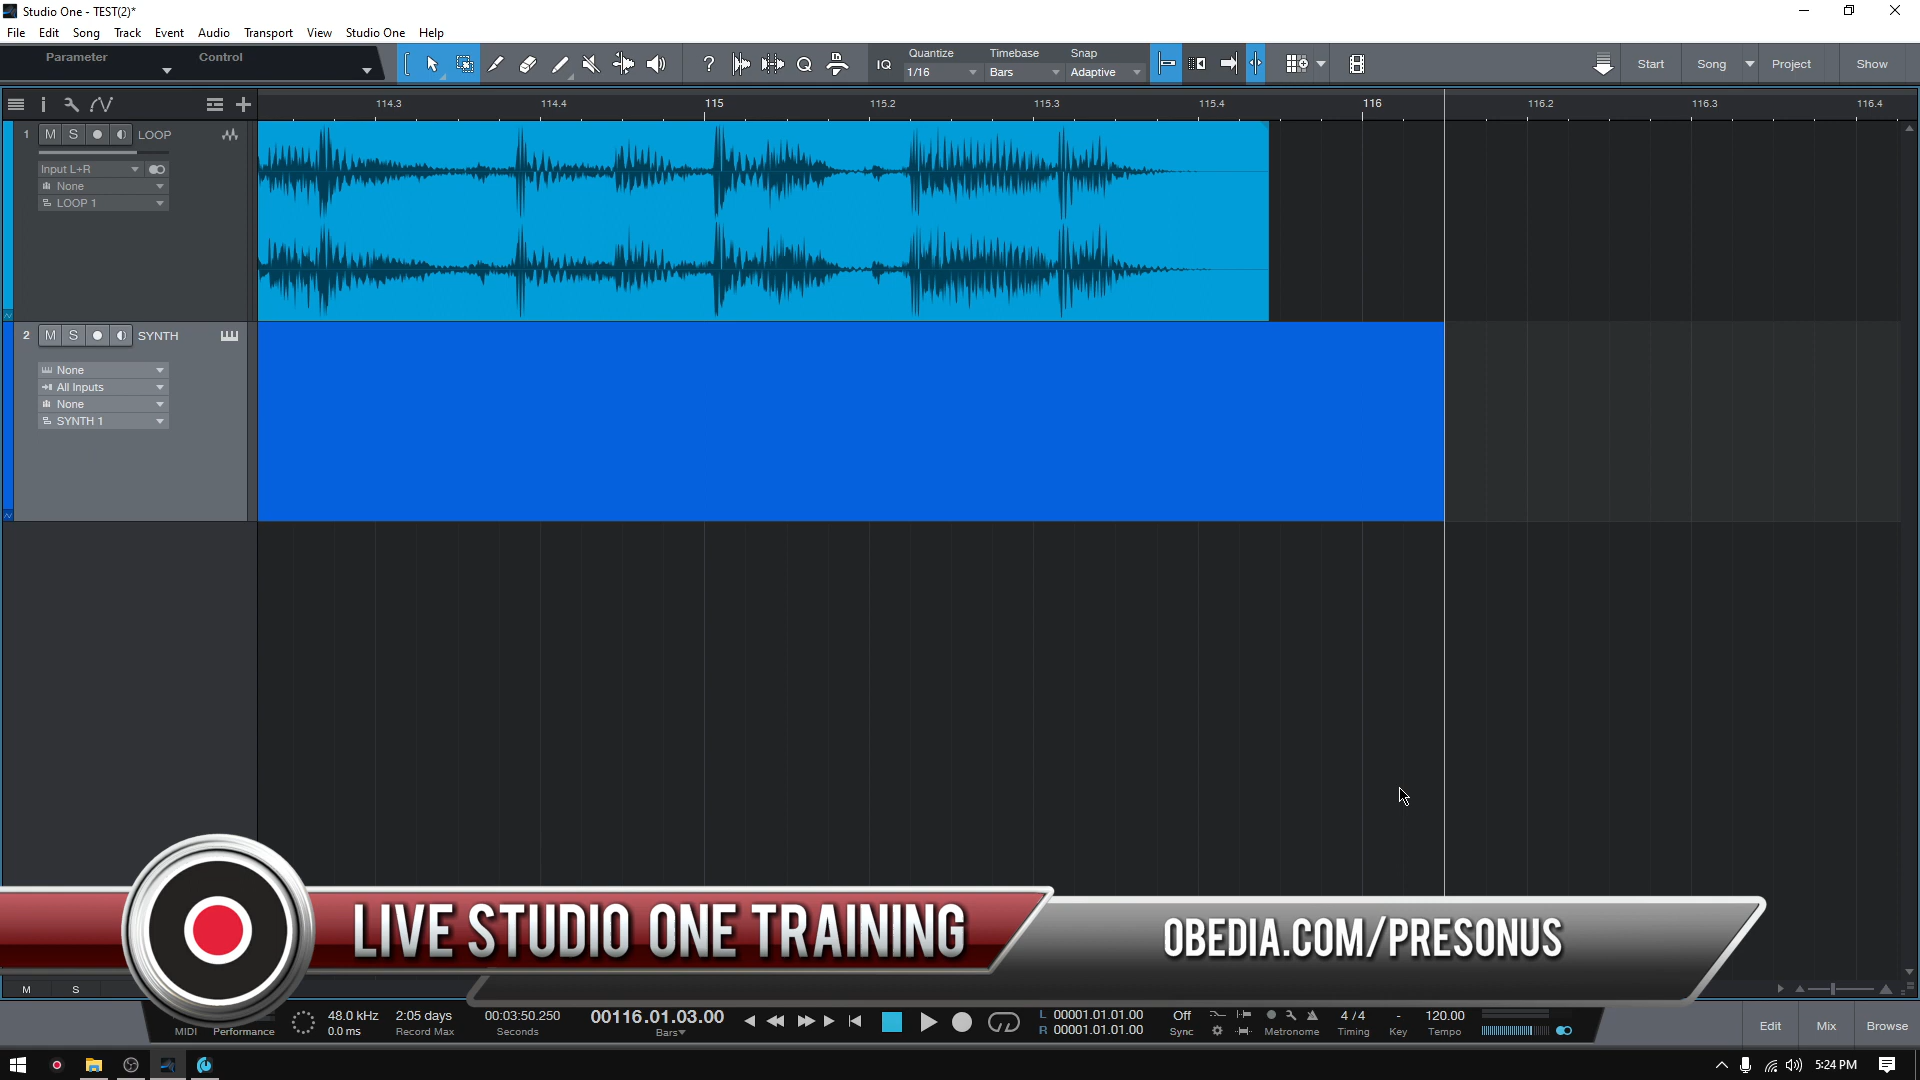 Studio One - TEST(2)*
File Edit Song Track Event Audio Transport View Studio One Help
Parameter Control
? Q IQ
Quantize Timebase Snap
1/16 Bars Adaptive
Start Song Project Show
i
114.3 114.4 115 115.2 115.3 115.4 116 116.2 116.3 116.4
1 M S LOOP
Input L+R
None
LOOP 1
2 M S SYNTH
None
All Inputs
None
SYNTH 1
LIVE STUDIO ONE TRAINING
OBEDIA.COM/PRESONUS
M S
MIDI Performance
48.0 kHz
0.0 ms
2:05 days
Record Max
00:03:50.250
Seconds
00116.01.03.00
Bars
L 00001.01.01.00
R 00001.01.01.00
Off
Sync
Metronome
4 / 4
Timing
-
Key
120.00
Tempo
Edit Mix Browse
5:24 PM